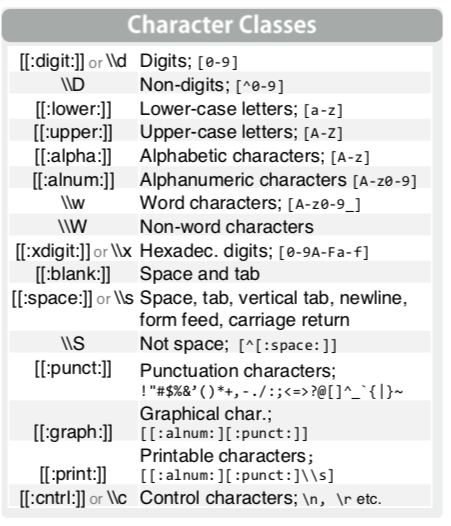 Character Classes
[[:digit:]] or \\d Digits; [0-9]
\\D Non-digits; [^0-9]
[[:lower:]] Lower-case letters; [a-z]
[[:upper:]] Upper-case letters; [A-Z]
[[:alpha:]] Alphabetic characters; [A-z]
[[:alnum:]] Alphanumeric characters [A-z0-9]
\\w Word characters; [A-z0-9_]
\\W Non-word characters
[[:xdigit:]] or \\x Hexadec. digits; [0-9A-Fa-f]
[[:blank:]] Space and tab
[[:space:]] or \\s Space, tab, vertical tab, newline,
form feed, carriage return
\\S Not space; [^[:space:]]
[[:punct:]] Punctuation characters;
!"#$%&’()*+,-./:;<=>?@[]^_`{|}~
Graphical char.;
[[:graph:]] [[:alnum:][:punct:]]
Printable characters;
[[:print:]] [[:alnum:][:punct:]\\s]
[[:cntrl:]] or \\c Control characters; \n, \r etc.